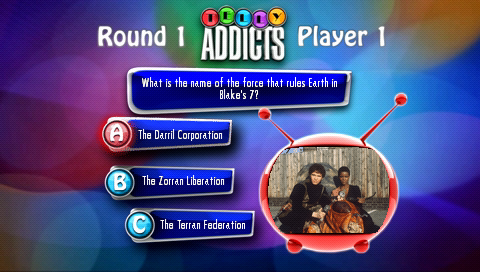 Round 1
TELLY
ADDICTS
Player 1
What is the name of the force that rules Earth in
Blake's 7?
A The Darril Corporation
B The Zorran Liberation
C The Terran Federation